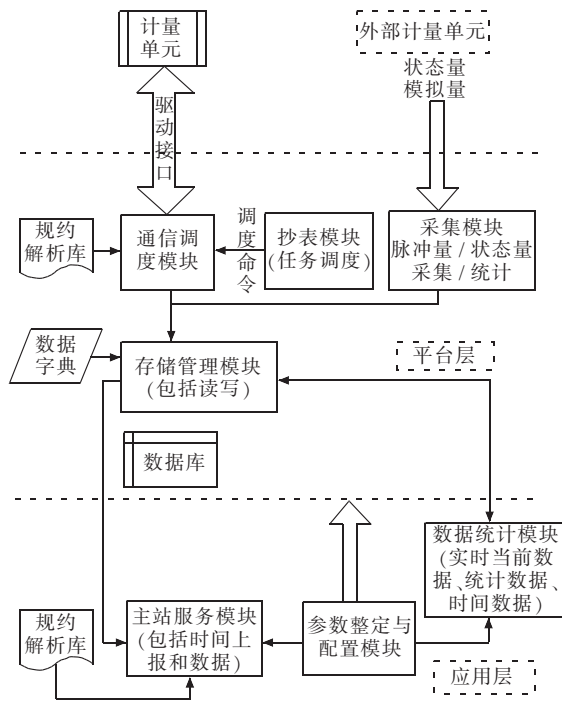 计量
单元
外部计量单元
状态量
模拟量
驱
动
接
口
规约
解析库
通信调
度模块
调
度
命
令
抄表模块
(任务调度)
采集模块
脉冲量/状态量
采集/统计
数据
字典
存储管理模块
(包括读写)
平台层
数据库
数据统计模块
(实时当前数
据、统计数据、
时间数据)
规约
解析库
主站服务模块
(包括时间上
报和数据)
参数整定与
配置模块
应用层